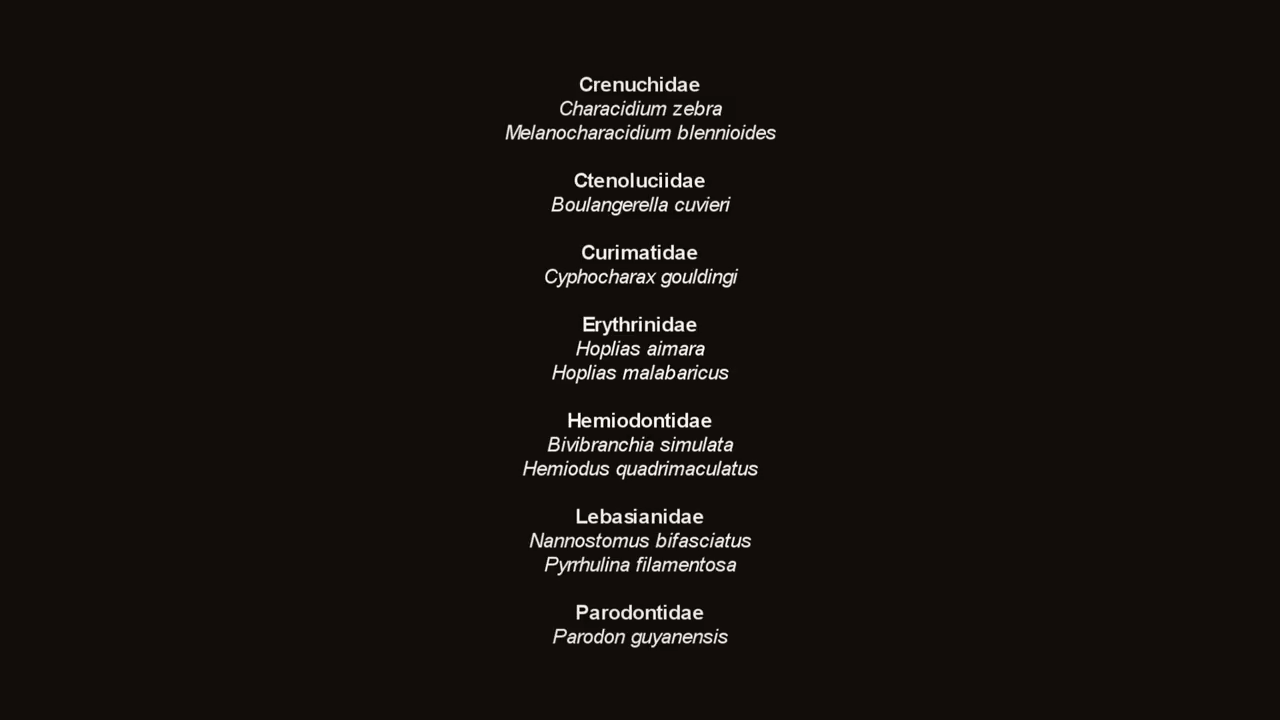 Crenuchidae
Characidium zebra
Melanocharacidium blennioides
Ctenoluciidae
Boulangerella cuvieri
Curimatidae
Cyphocharax gouldingi
Erythrinidae
Hoplias aimara
Hoplias malabaricus
Hemiodontidae
Bivibranchia simulata
Hemiodus quadrimaculatus
Lebasianidae
Nannostomus bifasciatus
Pyrrhulina filamentosa
Parodontidae
Parodon guyanensis